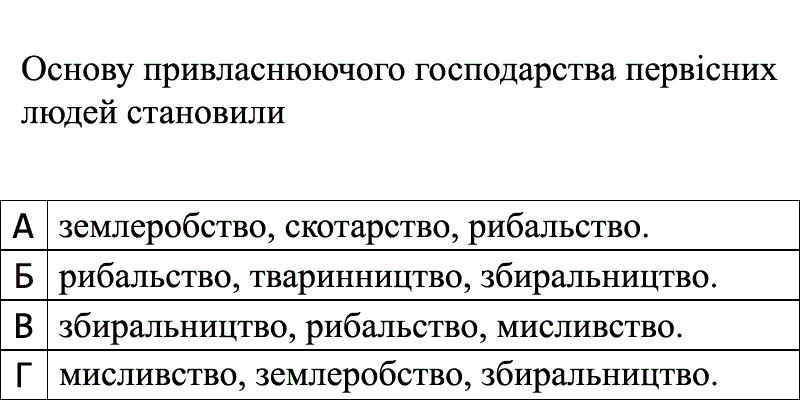 Основу привласнюючого господарства первісних
людей становили
А землеробство, скотарство, рибальство.
Б рибальство, тваринництво, збиральництво.
В збиральництво, рибальство, мисливство.
Г мисливство, землеробство, збиральництво.